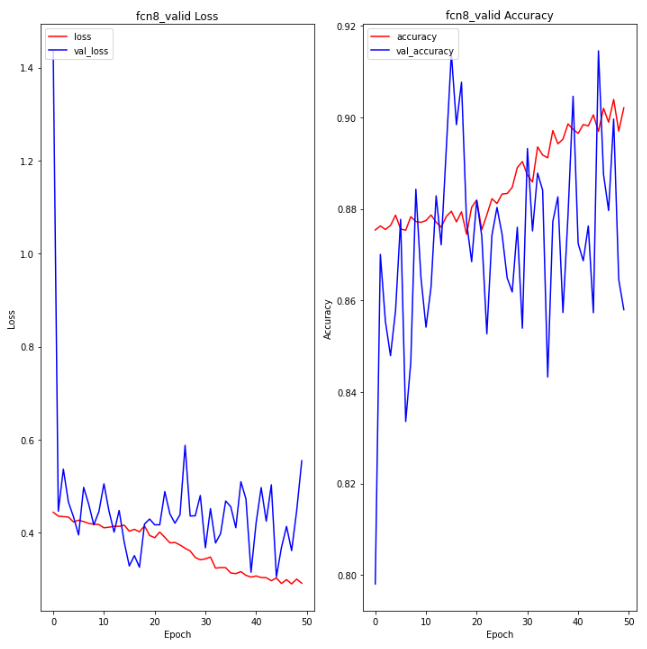 fcn8_valid Loss
loss
val_loss
1.4
1.2
1.0
0.8
0.6
0.4
Loss
0 10 20 30 40 50
Epoch
fcn8_valid Accuracy
accuracy
val_accuracy
0.92
0.90
0.88
0.86
0.84
0.82
0.80
Accuracy
0 10 20 30 40 50
Epoch